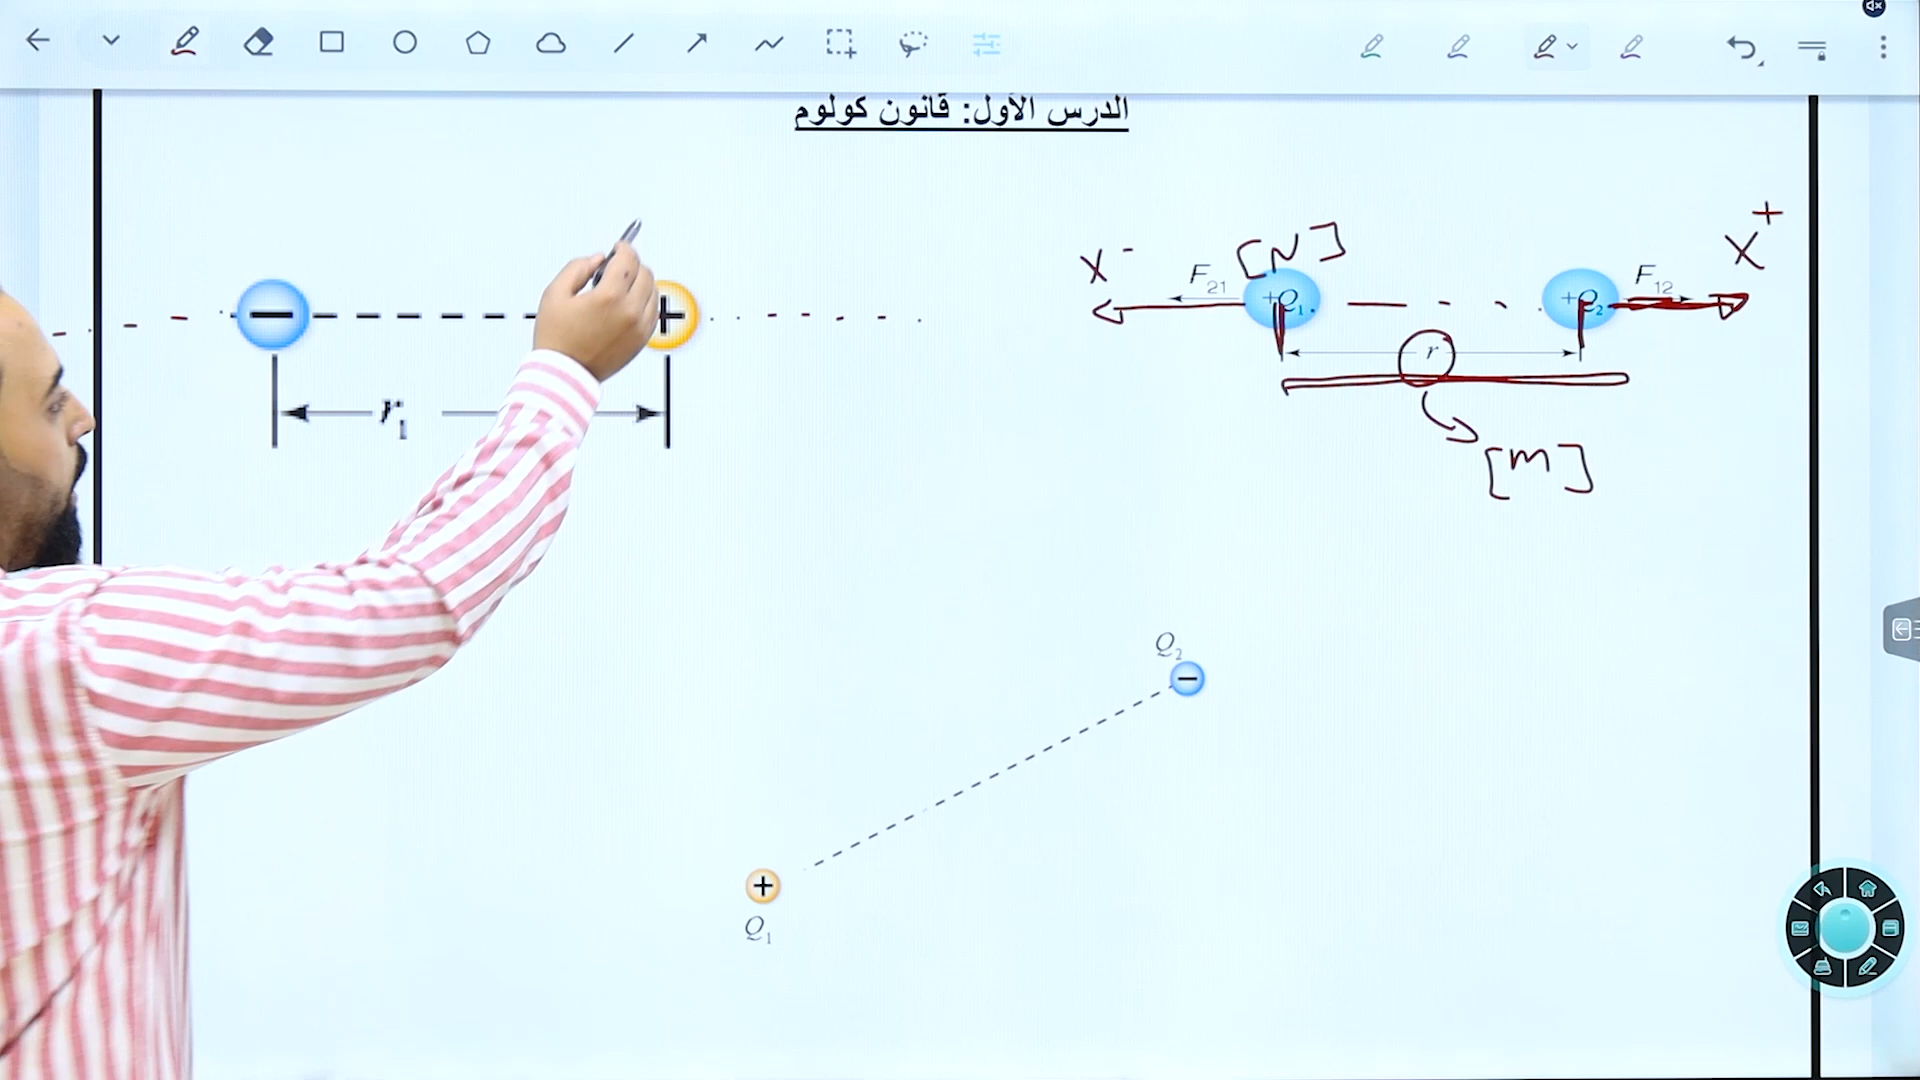 الدرس الأول: قانون كولوم
− +
r₁
X⁻ F₂₁ [N] +Q₁ +Q₂ F₁₂ X⁺
r
[m]
Q₂
−
+
Q₁